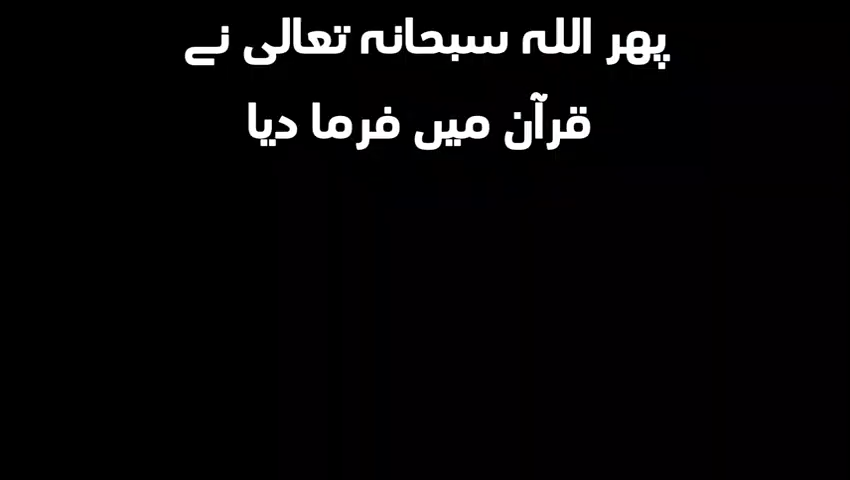 پھر اللہ سبحانہ تعالی نے
قرآن میں فرما دیا